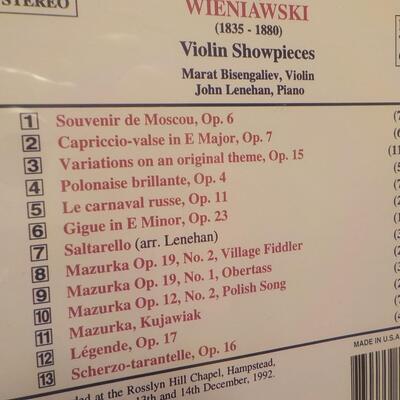 STEREO
WIENIAWSKI
(1835 - 1880)
Violin Showpieces
Marat Bisengaliev, Violin
John Lenehan, Piano
1 Souvenir de Moscou, Op. 6
2 Capriccio-valse in E Major, Op. 7
3 Variations on an original theme, Op. 15 (11
4 Polonaise brillante, Op. 4
5 Le carnaval russe, Op. 11
6 Gigue in E Minor, Op. 23
7 Saltarello (arr. Lenehan)
8 Mazurka Op. 19, No. 2, Village Fiddler
9 Mazurka Op. 19, No. 1, Obertass
10 Mazurka Op. 12, No. 2, Polish Song
11 Mazurka, Kujawiak
12 Légende, Op. 17
13 Scherzo-tarantelle, Op. 16
MADE IN U.S.A
at the Rosslyn Hill Chapel, Hampstead,
13th and 14th December, 1992.